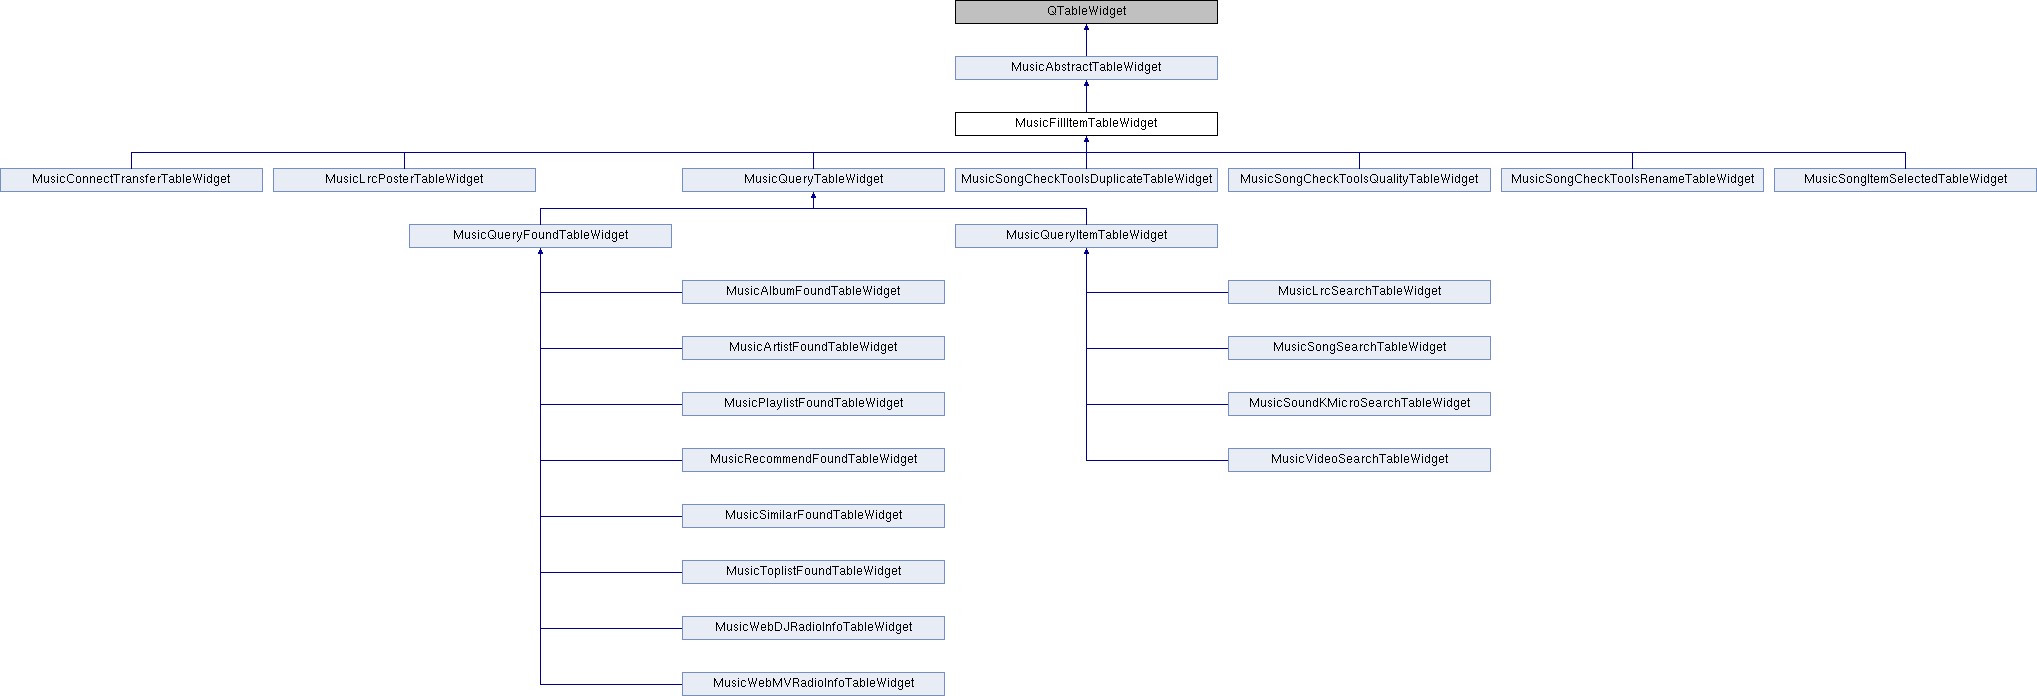 QTableWidget
MusicAbstractTableWidget
MusicFillItemTableWidget
MusicConnectTransferTableWidget
MusicLrcPosterTableWidget
MusicQueryTableWidget
MusicSongCheckToolsDuplicateTableWidget
MusicSongCheckToolsQualityTableWidget
MusicSongCheckToolsRenameTableWidget
MusicSongItemSelectedTableWidget
MusicQueryFoundTableWidget
MusicQueryItemTableWidget
MusicAlbumFoundTableWidget
MusicLrcSearchTableWidget
MusicArtistFoundTableWidget
MusicSongSearchTableWidget
MusicPlaylistFoundTableWidget
MusicSoundKMicroSearchTableWidget
MusicRecommendFoundTableWidget
MusicVideoSearchTableWidget
MusicSimilarFoundTableWidget
MusicToplistFoundTableWidget
MusicWebDJRadioInfoTableWidget
MusicWebMVRadioInfoTableWidget